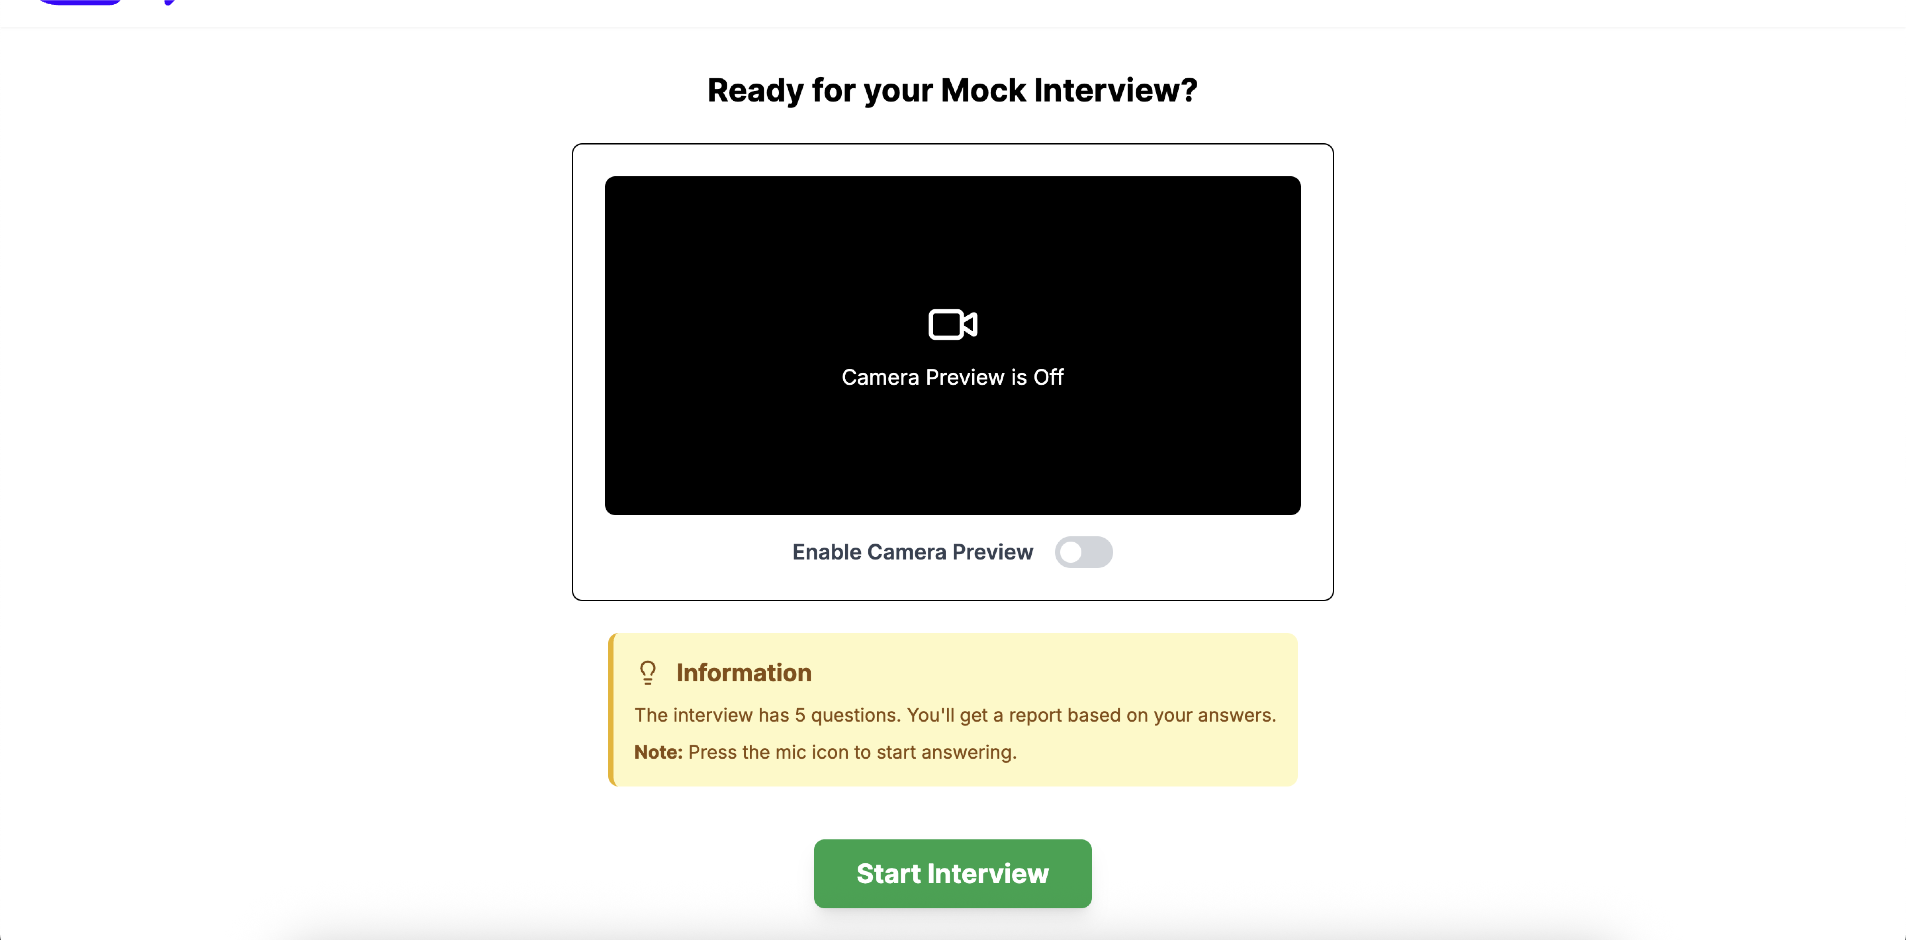 Ready for your Mock Interview?
Camera Preview is Off
Enable Camera Preview
Information
The interview has 5 questions. You'll get a report based on your answers.
Note: Press the mic icon to start answering.
Start Interview